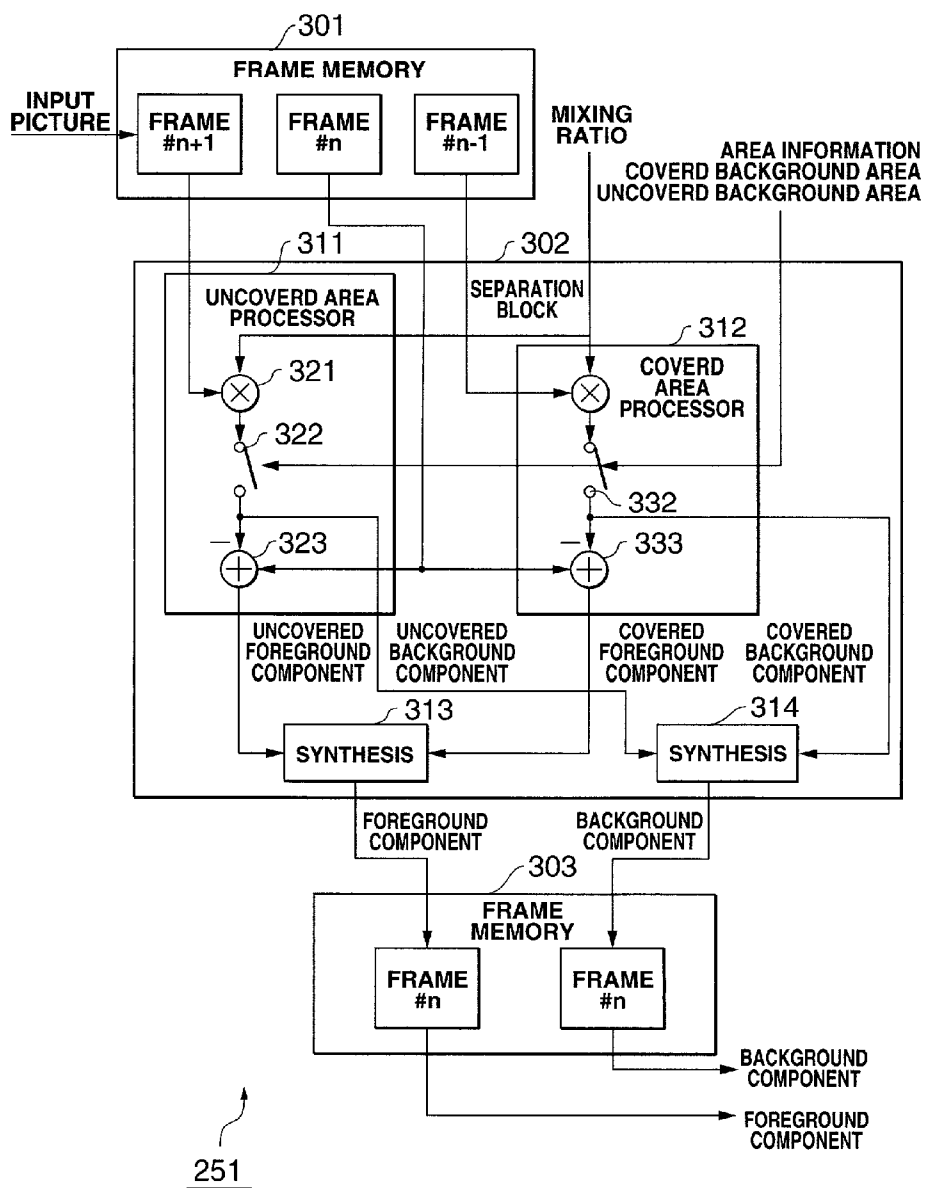 301
FRAME MEMORY
INPUT
PICTURE
FRAME
#n+1
FRAME
#n
FRAME
#n-1
MIXING
RATIO
AREA INFORMATION
COVERD BACKGROUND AREA
UNCOVERD BACKGROUND AREA
311
302
UNCOVERD AREA
PROCESSOR
SEPARATION
BLOCK
312
321
COVERD
AREA
PROCESSOR
322
332
323
333
UNCOVERED
FOREGROUND
COMPONENT
UNCOVERED
BACKGROUND
COMPONENT
COVERED
FOREGROUND
COMPONENT
COVERED
BACKGROUND
COMPONENT
313
SYNTHESIS
314
SYNTHESIS
FOREGROUND
COMPONENT
BACKGROUND
COMPONENT
303
FRAME
MEMORY
FRAME
#n
FRAME
#n
BACKGROUND
COMPONENT
FOREGROUND
COMPONENT
251